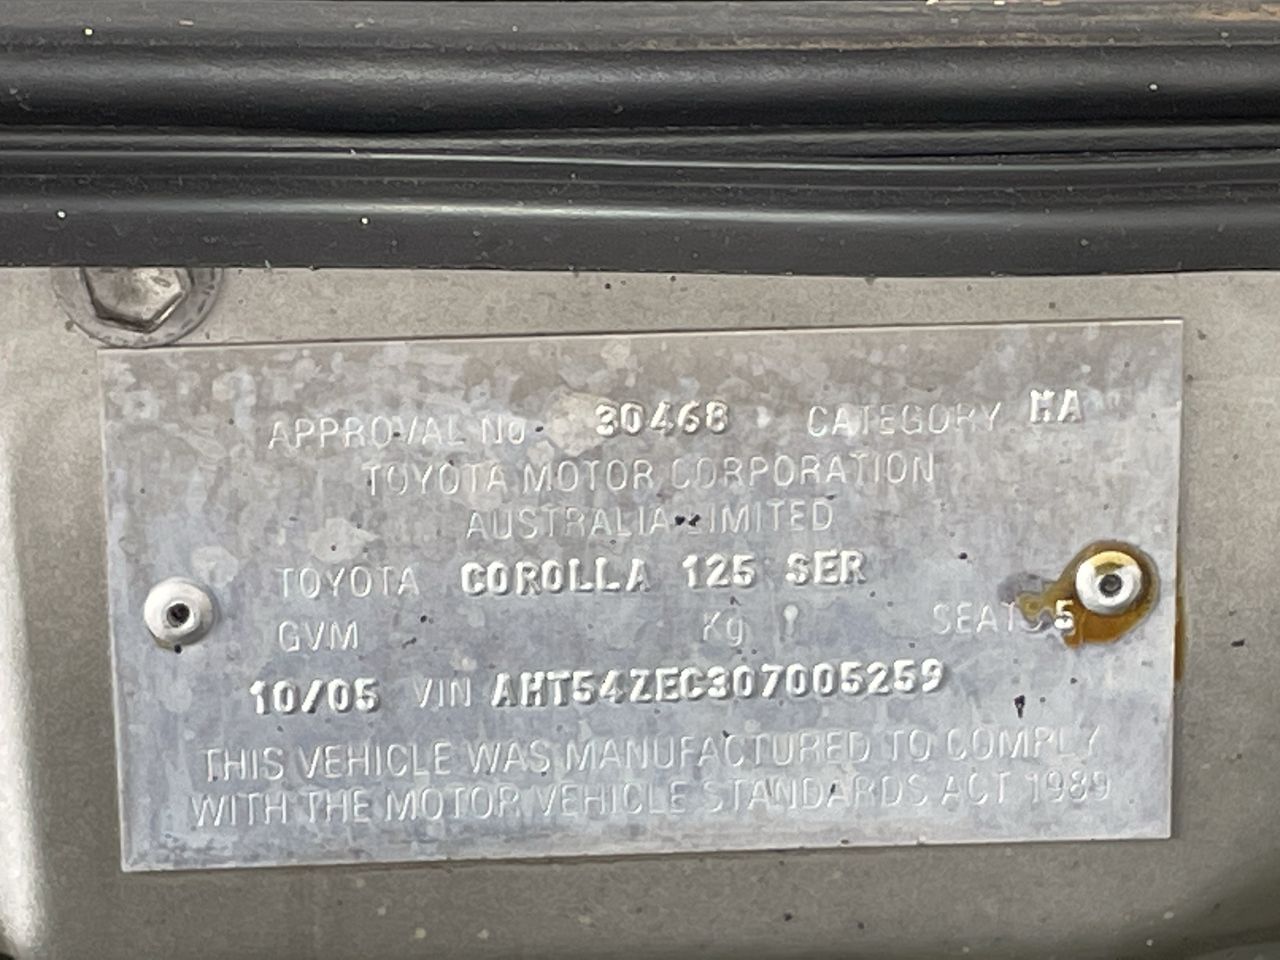 APPROVAL No 30468 CATEGORY MA
TOYOTA MOTOR CORPORATION
AUSTRALIA LIMITED
TOYOTA COROLLA 125 SER
GVM Kg SEATS 5
10/05 VIN AHT54ZEC307005259
THIS VEHICLE WAS MANUFACTURED TO COMPLY
WITH THE MOTOR VEHICLE STANDARDS ACT 1989